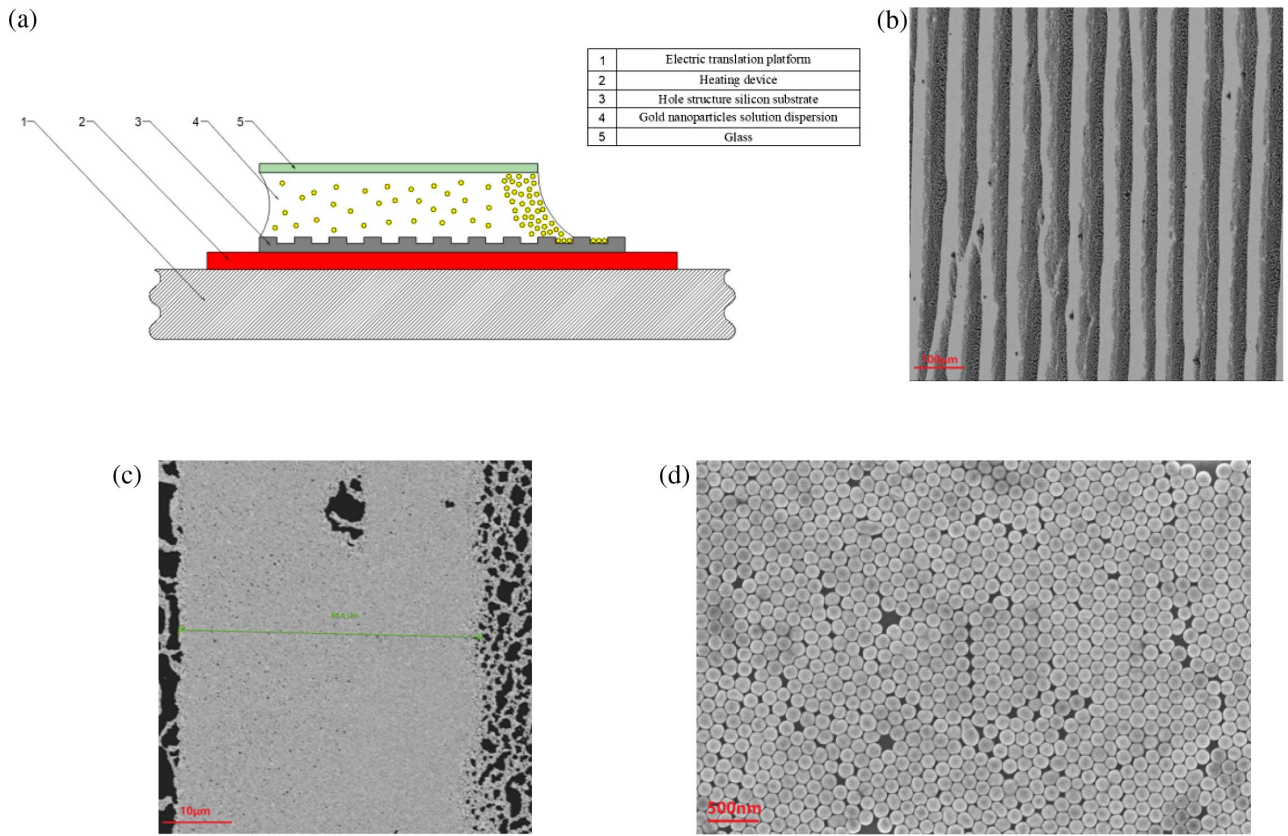 (a)
1 Electric translation platform
2 Heating device
3 Hole structure silicon substrate
4 Gold nanoparticles solution dispersion
5 Glass
1 2 3 4 5
(b)
100μm
(c)
10μm
(d)
500nm